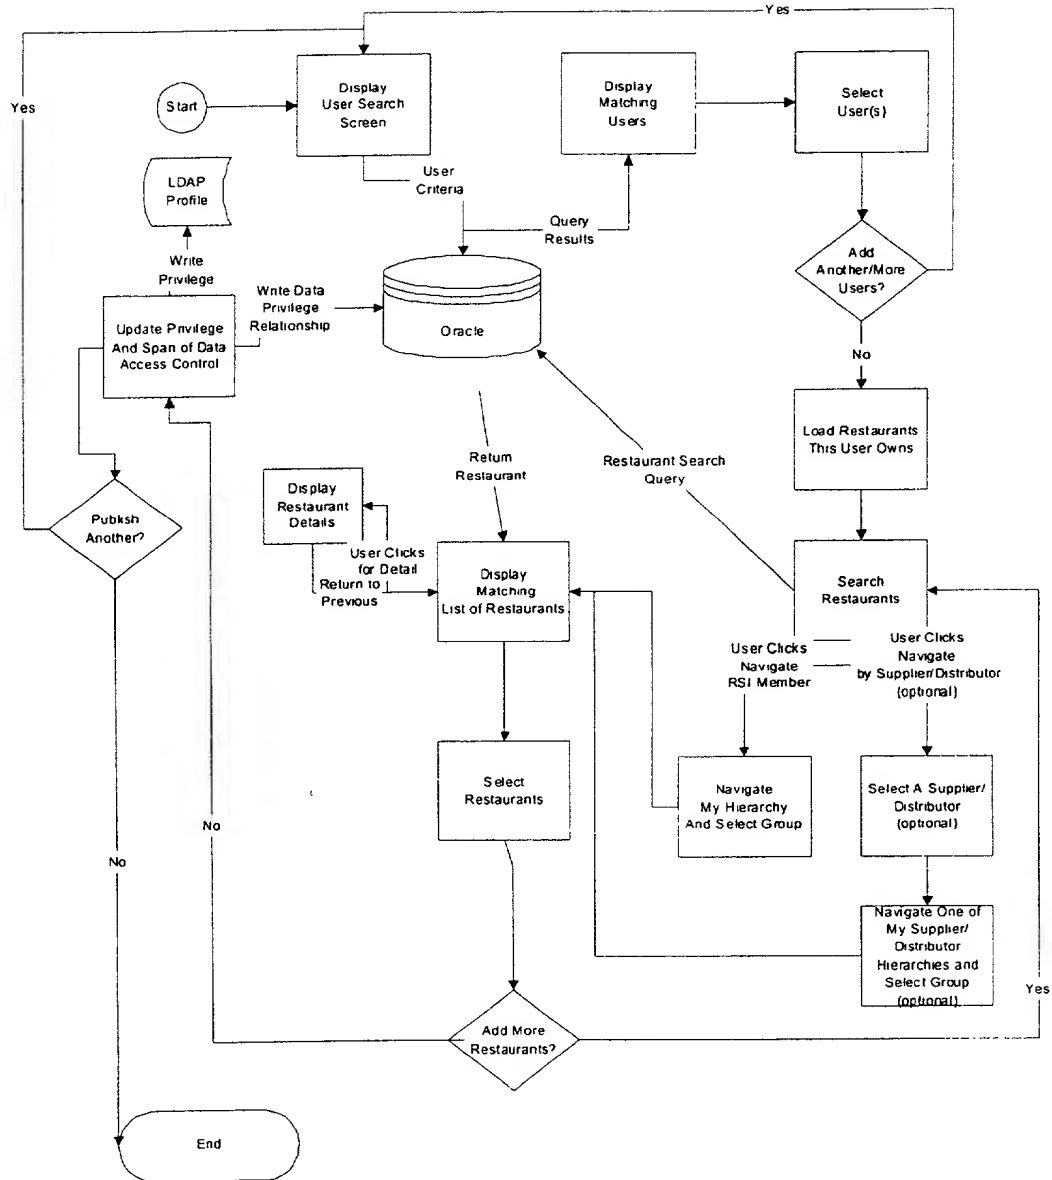 Yes
Yes
Start
Display
User Search
Screen
Display
Matching
Users
Select
User(s)
LDAP
Profile
User
Criteria
Query
Results
Write
Privilege
Add
Another/More
Users?
Write Data
Privilege
Relationship
Oracle
Update Privilege
And Span of Data
Access Control
No
Load Restaurants
This User Owns
Return
Restaurant
Restaurant Search
Query
Display
Restaurant
Details
Publish
Another?
User Clicks
for Detail
Return to
Previous
Display
Matching
List of Restaurants
Search
Restaurants
User Clicks
Navigate
RSI Member
User Clicks
Navigate
by Supplier/Distributor
(optional)
Select
Restaurants
Navigate
My Hierarchy
And Select Group
Select A Supplier/
Distributor
(optional)
No
No
Navigate One of
My Supplier/
Distributor
Hierarchies and
Select Group
(optional)
Yes
Add More
Restaurants?
End